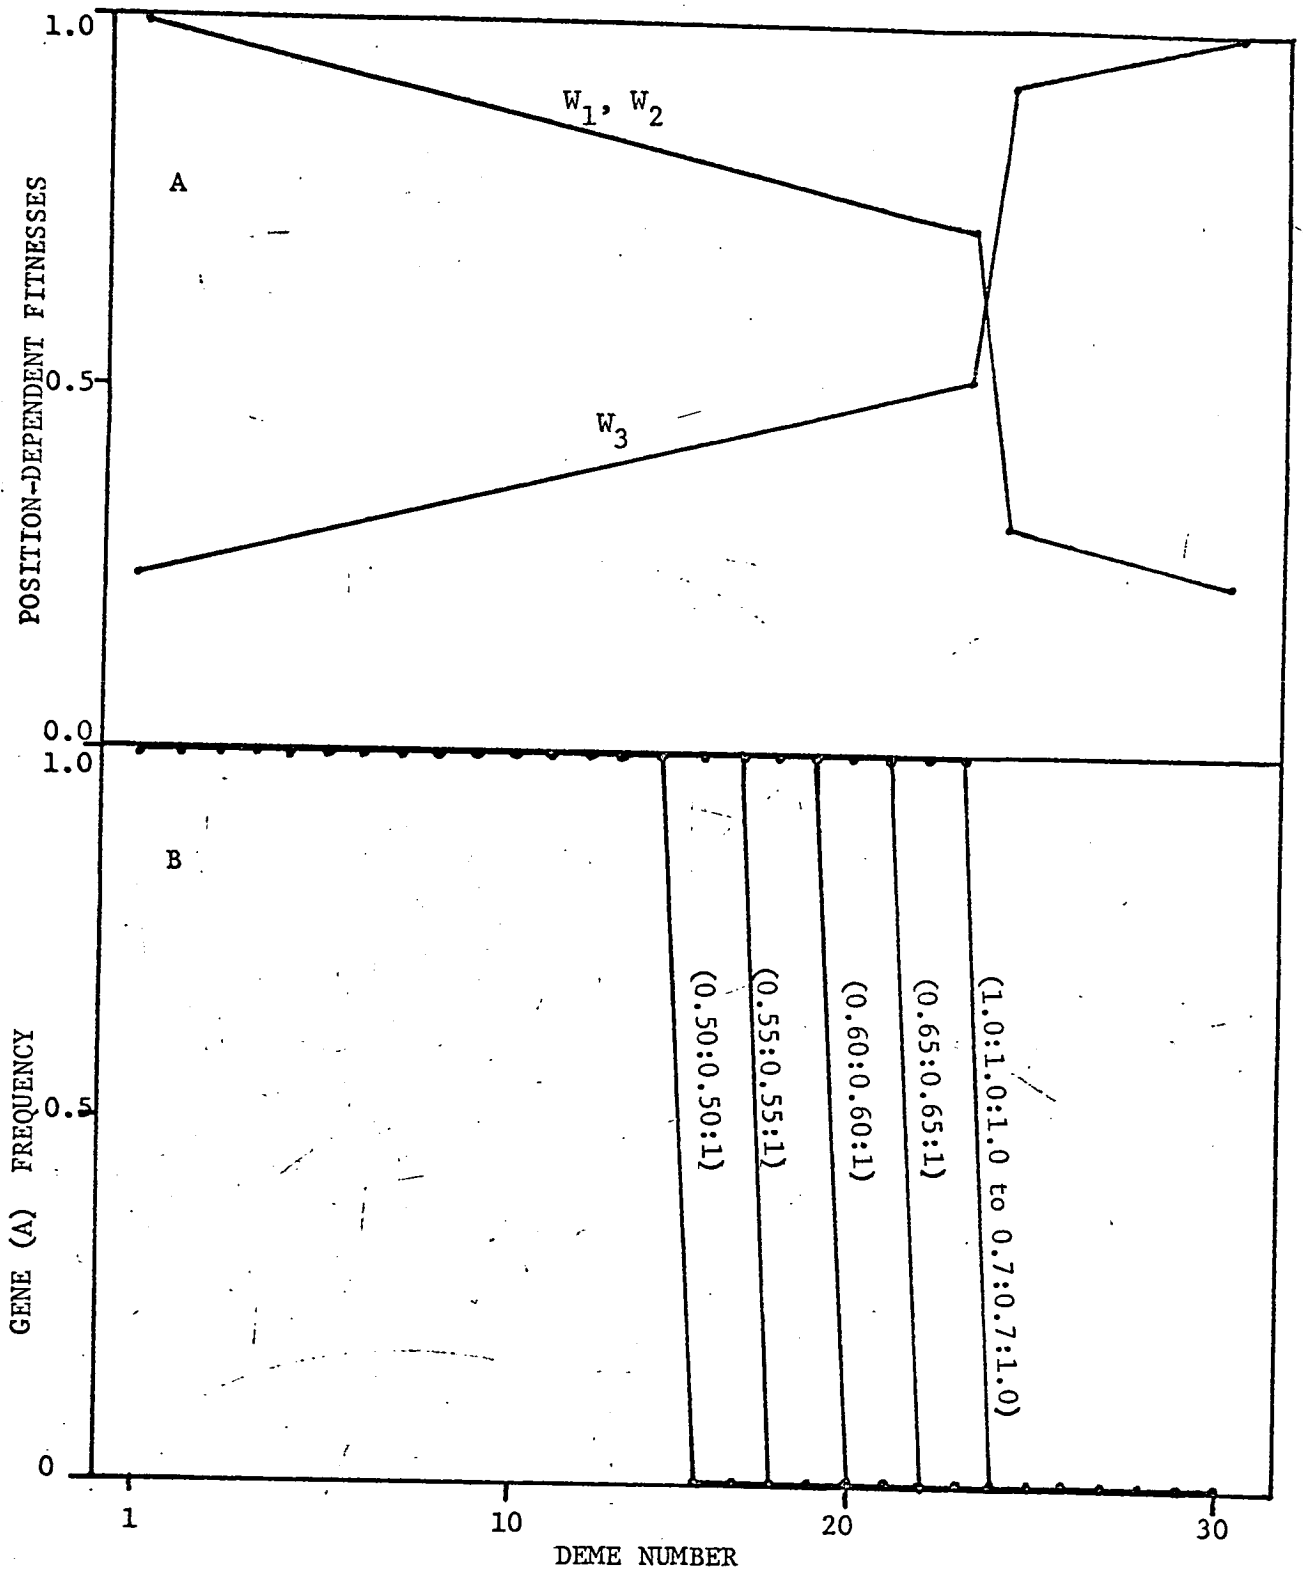 1.0
W1, W2
A
POSITION-DEPENDENT FITNESSES
0.5
W3
0.0
1.0
B
GENE (A) FREQUENCY
0.5
(0.50:0.50:1)
(0.55:0.55:1)
(0.60:0.60:1)
(0.65:0.65:1)
(1.0:1.0:1.0 to 0.7:0.7:1.0)
0
1
10
20
30
DEME NUMBER